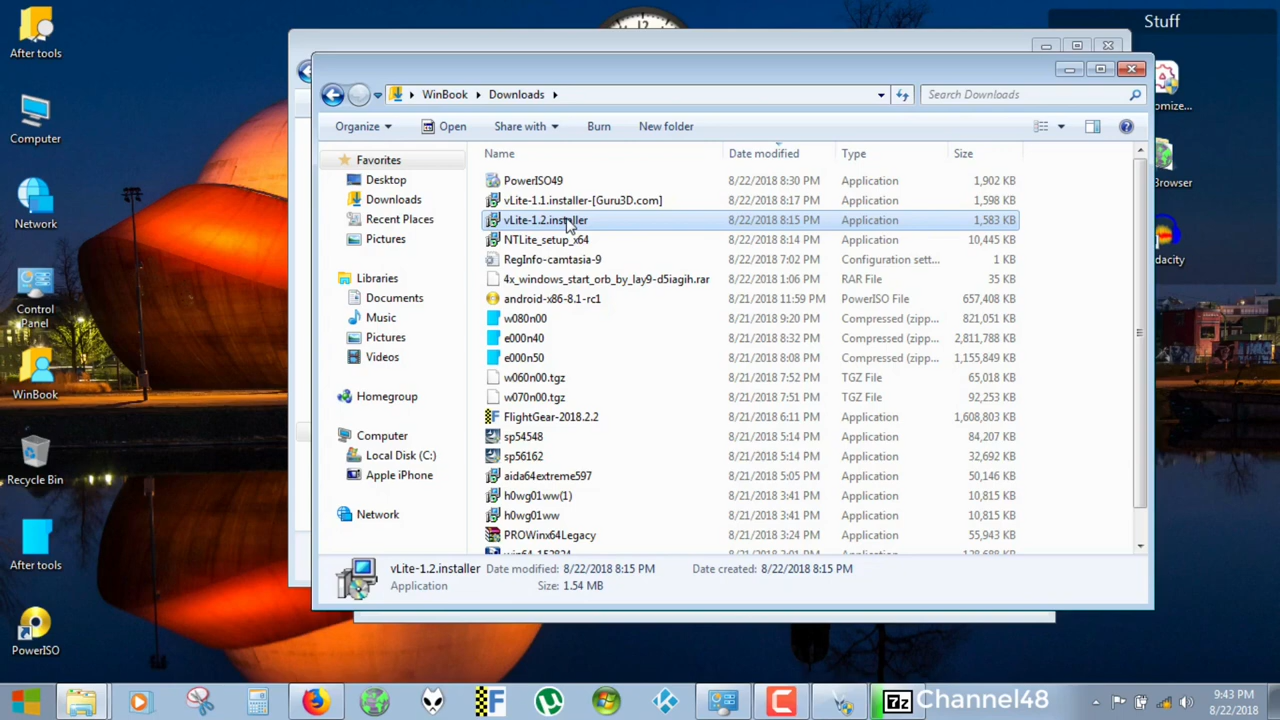 After tools
Computer
Network
Control
Panel
WinBook
Recycle Bin
After tools
PowerISO
Stuff
omize...
Browser
dacity
WinBook
Downloads
Search Downloads
Organize
Open
Share with
Burn
New folder
Favorites
Desktop
Downloads
Recent Places
Pictures
Libraries
Documents
Music
Pictures
Videos
Homegroup
Computer
Local Disk (C:)
Apple iPhone
Network
Name Date modified Type Size
PowerISO49 8/22/2018 8:30 PM Application 1,902 KB
vLite-1.1.installer-[Guru3D.com] 8/22/2018 8:17 PM Application 1,598 KB
vLite-1.2.installer 8/22/2018 8:15 PM Application 1,583 KB
NTLite_setup_x64 8/22/2018 8:14 PM Application 10,445 KB
RegInfo-camtasia-9 8/22/2018 7:02 PM Configuration sett... 1 KB
4x_windows_start_orb_by_lay9-d5iagih.rar 8/22/2018 1:06 PM RAR File 35 KB
android-x86-8.1-rc1 8/21/2018 11:59 PM PowerISO File 657,408 KB
w080n00 8/21/2018 9:20 PM Compressed (zipp... 821,051 KB
e000n40 8/21/2018 8:32 PM Compressed (zipp... 2,811,788 KB
e000n50 8/21/2018 8:08 PM Compressed (zipp... 1,155,849 KB
w060n00.tgz 8/21/2018 7:52 PM TGZ File 65,018 KB
w070n00.tgz 8/21/2018 7:51 PM TGZ File 92,253 KB
FlightGear-2018.2.2 8/21/2018 6:11 PM Application 1,608,803 KB
sp54548 8/21/2018 5:14 PM Application 84,207 KB
sp56162 8/21/2018 5:14 PM Application 32,692 KB
aida64extreme597 8/21/2018 5:05 PM Application 50,146 KB
h0wg01ww(1) 8/21/2018 3:41 PM Application 10,815 KB
h0wg01ww 8/21/2018 3:41 PM Application 10,815 KB
PROWinx64Legacy 8/21/2018 3:24 PM Application 55,943 KB
vLite-1.2.installer Date modified: 8/22/2018 8:15 PM Date created: 8/22/2018 8:15 PM
Application Size: 1.54 MB
7z
Channel48
9:43 PM
8/22/2018